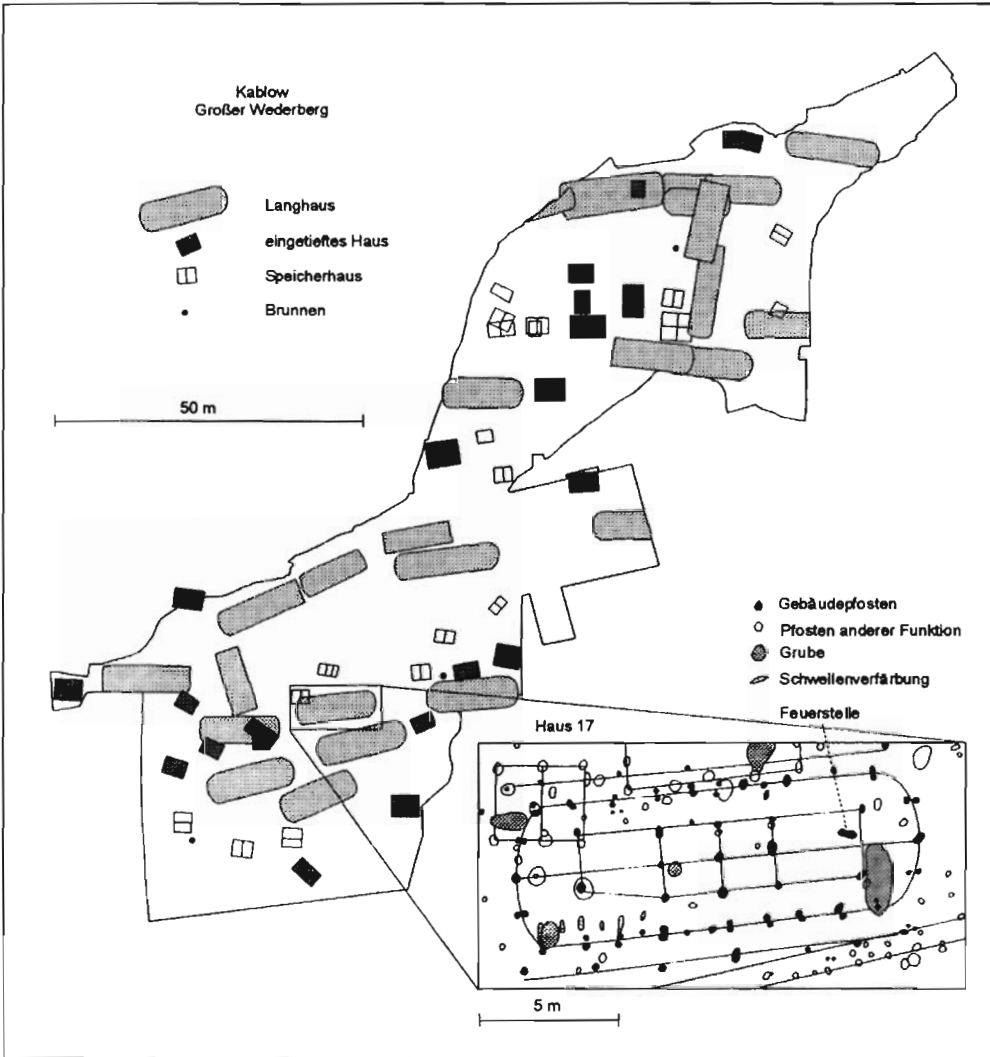 Kablow
Großer Wederberg
Langhaus
eingetieftes Haus
Speicherhaus
Brunnen
50 m
Gebäudepfosten
Pfosten anderer Funktion
Grube
Schwellenverfärbung
Feuerstelle
Haus 17
5 m